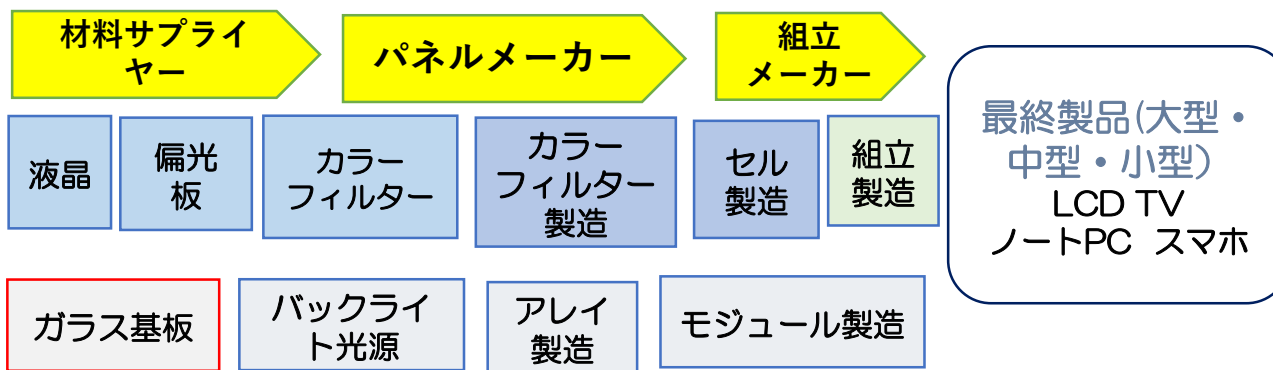 材料サプライ
ヤー
パネルメーカー
組立
メーカー
液晶
偏光
板
カラー
フィルター
カラー
フィルター
製造
セル
製造
組立
製造
最終製品(大型・
中型・小型)
LCD TV
ノートPC スマホ
ガラス基板
バックライ
ト光源
アレイ
製造
モジュール製造